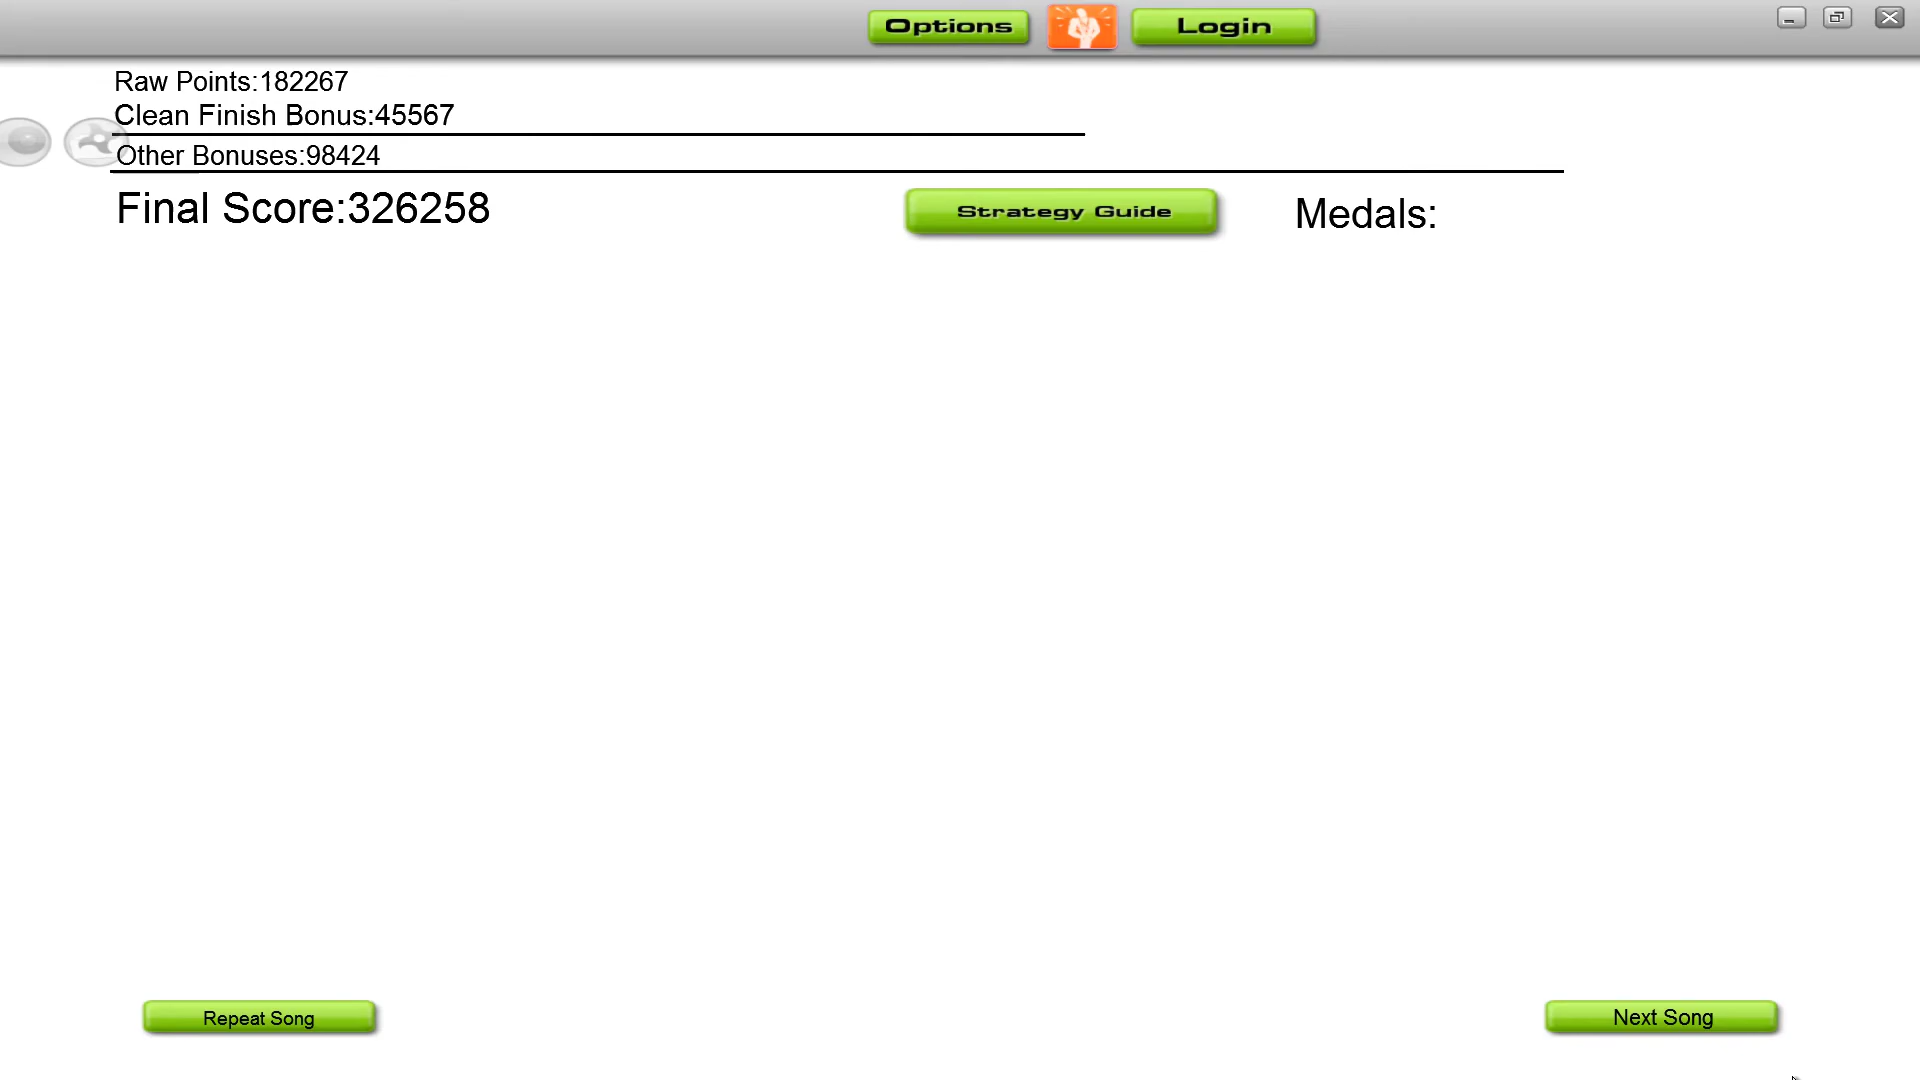 Options Login
Raw Points:182267
Clean Finish Bonus:45567
Other Bonuses:98424
Final Score:326258
Strategy Guide
Medals:
Repeat Song
Next Song